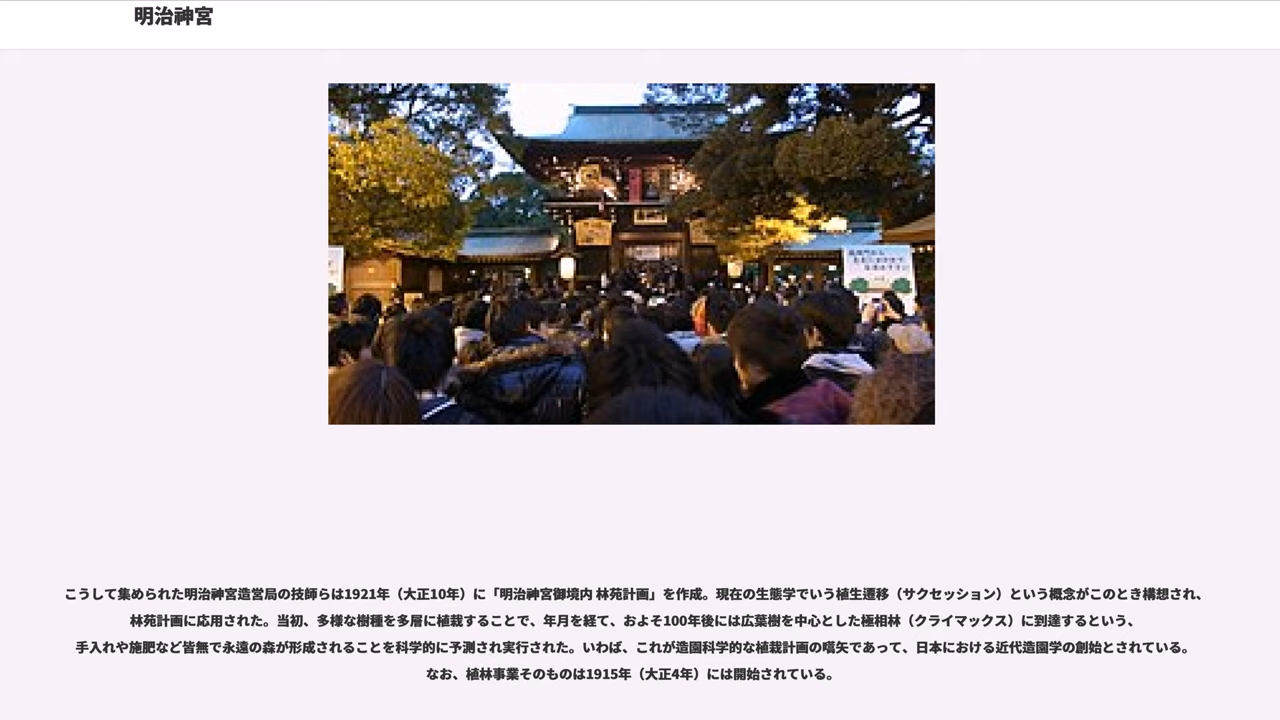 明治神宮
こうして集められた明治神宮造営局の技師らは1921年（大正10年）に「明治神宮御境内 林苑計画」を作成。現在の生態学でいう植生遷移（サクセッション）という概念がこのとき構想され、
林苑計画に応用された。当初、多様な樹種を多層に植栽することで、年月を経て、およそ100年後には広葉樹を中心とした極相林（クライマックス）に到達するという、
手入れや施肥など皆無で永遠の森が形成されることを科学的に予測され実行された。いわば、これが造園科学的な植栽計画の嚆矢であって、日本における近代造園学の創始とされている。
なお、植林事業そのものは1915年（大正4年）には開始されている。